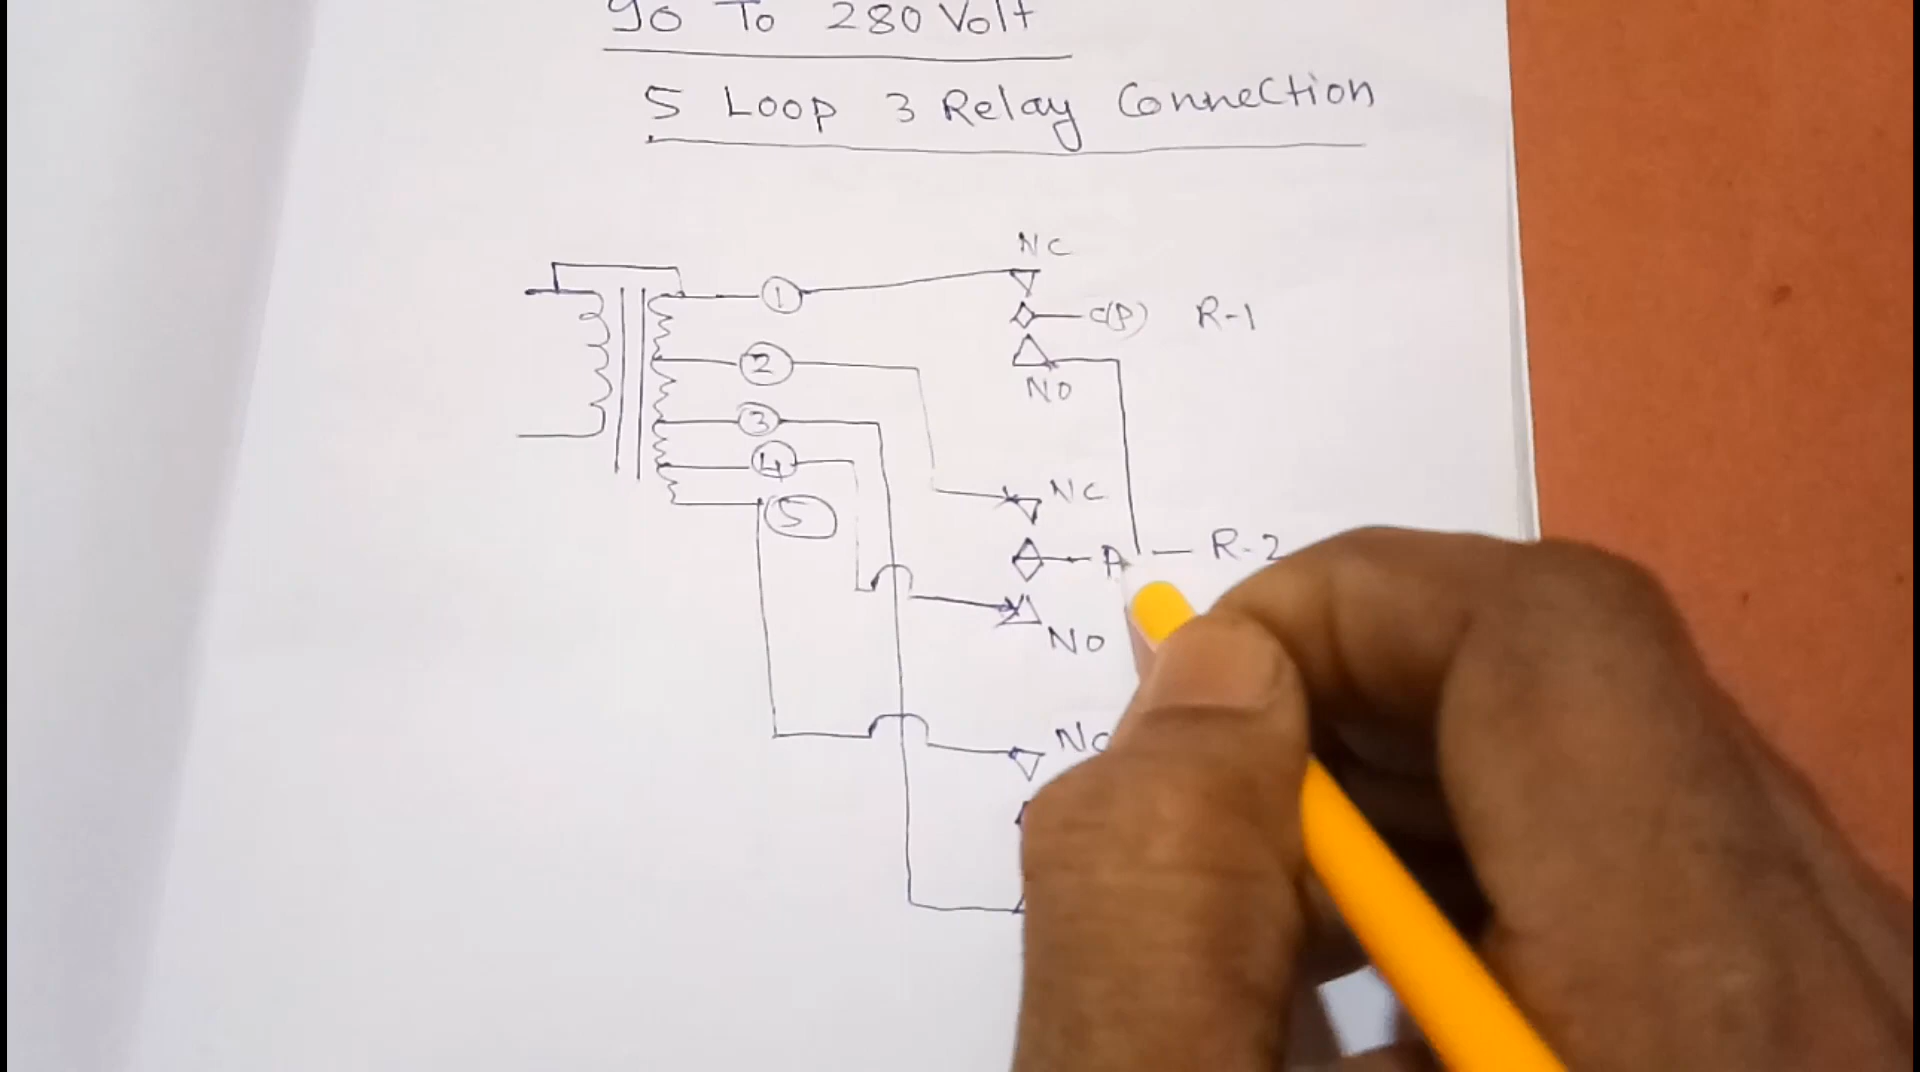 90 To 280 Volt
5 Loop 3 Relay Connection
NC
1
C(P) R-1
2
NO
3
4
NC
5
A R-2
NO
NC